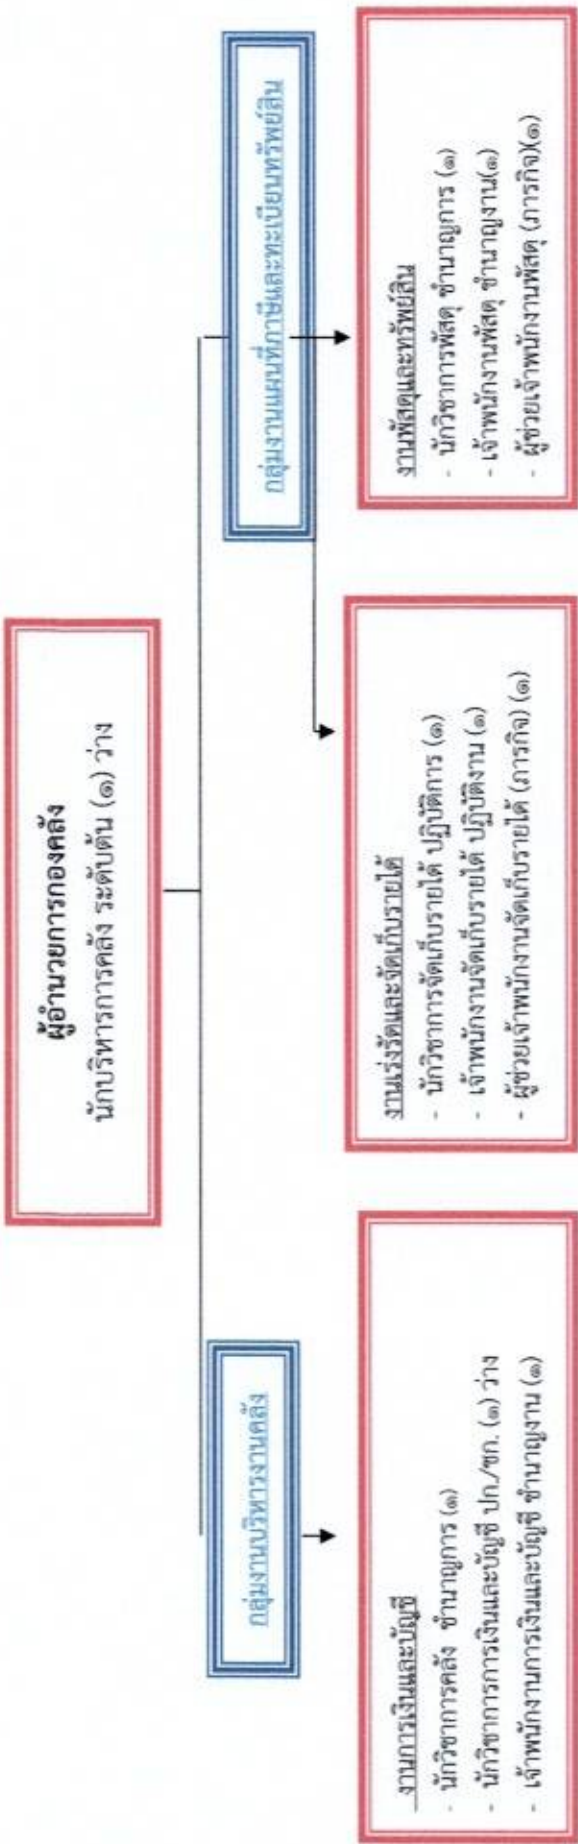 ผู้อำนวยการกองคลัง
นักบริหารการคลัง ระดับต้น (๑) ว่าง
กลุ่มงานบริหารงานคลัง
กลุ่มงานแผนที่ภาษีและทะเบียนทรัพย์สิน
งานการเงินและบัญชี
- นักวิชาการคลัง ชำนาญการ (๑)
- นักวิชาการการเงินและบัญชี ปก./ชก. (๑) ว่าง
- เจ้าพนักงานการเงินและบัญชี ชำนาญงาน (๑)
งานเร่งรัดและจัดเก็บรายได้
- นักวิชาการจัดเก็บรายได้ ปฏิบัติการ (๑)
- เจ้าพนักงานจัดเก็บรายได้ ปฏิบัติงาน (๑)
- ผู้ช่วยเจ้าพนักงานจัดเก็บรายได้ (ภารกิจ) (๑)
งานพัสดุและทรัพย์สิน
- นักวิชาการพัสดุ ชำนาญการ (๑)
- เจ้าพนักงานพัสดุ ชำนาญงาน(๑)
- ผู้ช่วยเจ้าพนักงานพัสดุ (ภารกิจ)(๑)